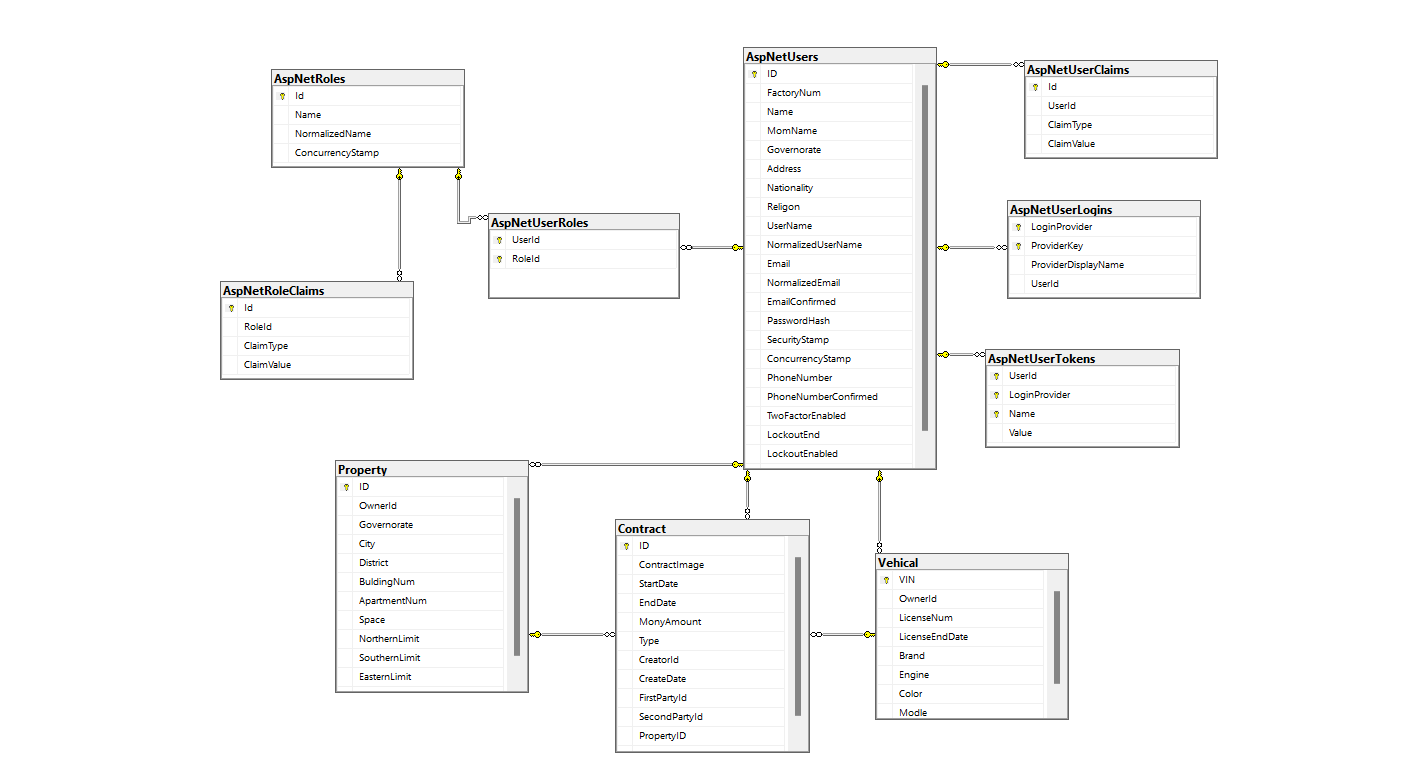 AspNetRoles
Id
Name
NormalizedName
ConcurrencyStamp
AspNetUsers
ID
FactoryNum
Name
MomName
Governorate
Address
Nationality
Religon
UserName
NormalizedUserName
Email
NormalizedEmail
EmailConfirmed
PasswordHash
SecurityStamp
ConcurrencyStamp
PhoneNumber
PhoneNumberConfirmed
TwoFactorEnabled
LockoutEnd
LockoutEnabled
AspNetUserClaims
Id
UserId
ClaimType
ClaimValue
AspNetUserRoles
UserId
RoleId
AspNetUserLogins
LoginProvider
ProviderKey
ProviderDisplayName
UserId
AspNetRoleClaims
Id
RoleId
ClaimType
ClaimValue
AspNetUserTokens
UserId
LoginProvider
Name
Value
Property
ID
OwnerId
Governorate
City
District
BuldingNum
ApartmentNum
Space
NorthernLimit
SouthernLimit
EasternLimit
Contract
ID
ContractImage
StartDate
EndDate
MonyAmount
Type
CreatorId
CreateDate
FirstPartyId
SecondPartyId
PropertyID
Vehical
VIN
OwnerId
LicenseNum
LicenseEndDate
Brand
Engine
Color
Modle